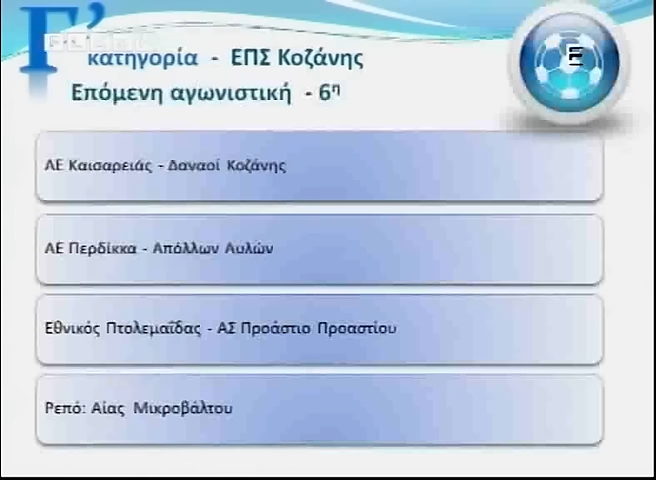 Γ' κατηγορία - ΕΠΣ Κοζάνης
Επόμενη αγωνιστική - 6η
ΑΕ Καισαρειάς - Δαναοί Κοζάνης
ΑΕ Περδίκκα - Απόλλων Αυλών
Εθνικός Πτολεμαΐδας - ΑΣ Προάστιο Προαστίου
Ρεπό: Αίας Μικροβάλτου